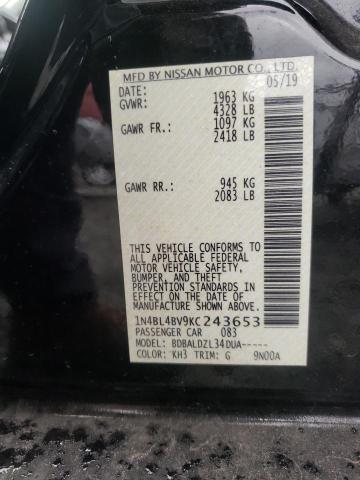 MFD BY NISSAN MOTOR CO., LTD.
DATE: 05/19
GVWR: 1963 KG
4328 LB
GAWR FR.: 1097 KG
2418 LB
GAWR RR.: 945 KG
2083 LB
THIS VEHICLE CONFORMS TO
ALL APPLICABLE FEDERAL
MOTOR VEHICLE SAFETY,
BUMPER, AND THEFT
PREVENTION STANDARDS
IN EFFECT ON THE DATE OF
MANUFACTURE SHOWN ABOVE.
1N4BL4BV9KC243653
PASSENGER CAR 083
MODEL: BDBALDZL34DUA-----
COLOR: KH3 TRIM: G 9N00A